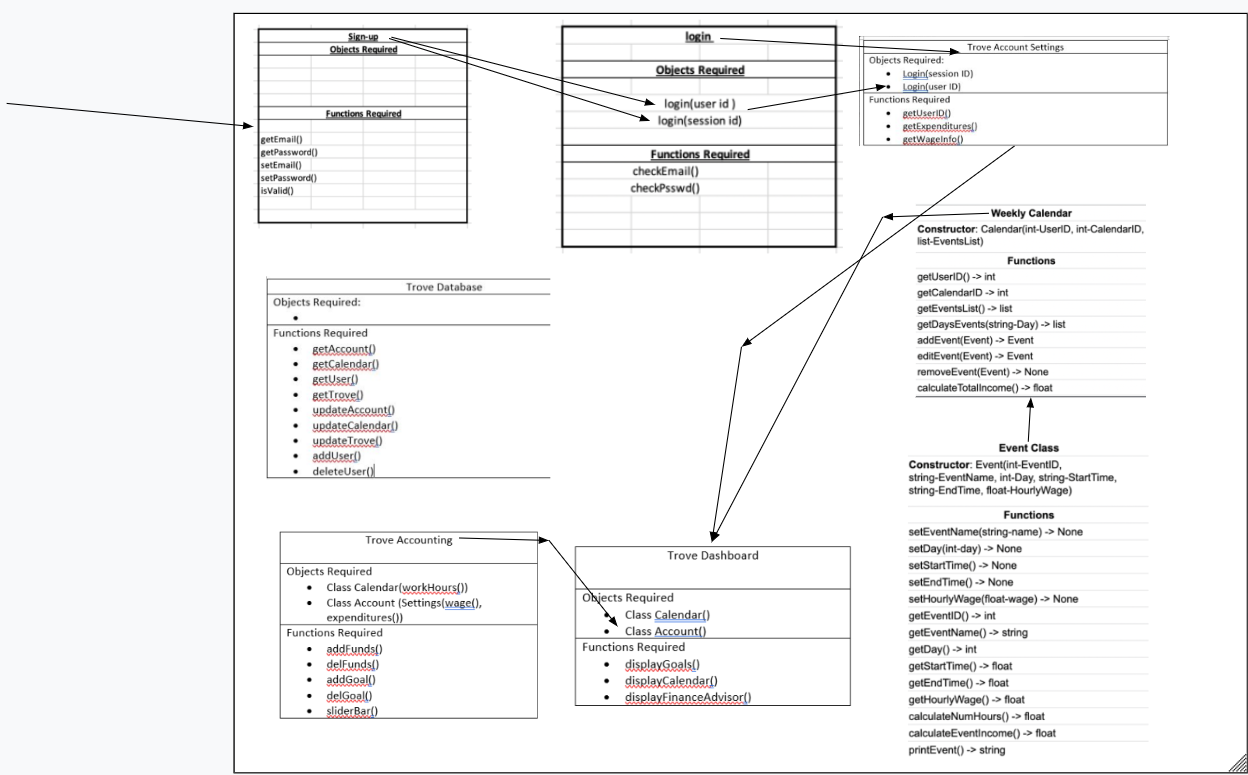 Sign-up
Objects Required
Functions Required
getEmail()
getPassword()
setEmail()
setPassword()
isValid()
login
Objects Required
login(user id )
login(session id)
Functions Required
checkEmail()
checkPsswd()
Trove Account Settings
Objects Required:
Login(session ID)
Login(user ID)
Functions Required
getUserID()
getExpenditures()
getWageInfo()
Weekly Calendar
Constructor: Calendar(int-UserID, int-CalendarID,
list-EventsList)
Functions
getUserID() -> int
getCalendarID -> int
getEventsList() -> list
getDaysEvents(string-Day) -> list
addEvent(Event) -> Event
editEvent(Event) -> Event
removeEvent(Event) -> None
calculateTotalIncome() -> float
Trove Database
Objects Required:
Functions Required
getAccount()
getCalendar()
getUser()
getTrove()
updateAccount()
updateCalendar()
updateTrove()
addUser()
deleteUser()
Event Class
Constructor: Event(int-EventID,
string-EventName, int-Day, string-StartTime,
string-EndTime, float-HourlyWage)
Functions
setEventName(string-name) -> None
setDay(int-day) -> None
setStartTime() -> None
setEndTime() -> None
setHourlyWage(float-wage) -> None
getEventID() -> int
getEventName() -> string
getDay() -> int
getStartTime() -> float
getEndTime() -> float
getHourlyWage() -> float
calculateNumHours() -> float
calculateEventIncome() -> float
printEvent() -> string
Trove Accounting
Objects Required
Class Calendar(workHours())
Class Account (Settings(wage(),
expenditures())
Functions Required
addFunds()
delFunds()
addGoal()
delGoal()
sliderBar()
Trove Dashboard
Objects Required
Class Calendar()
Class Account()
Functions Required
displayGoals()
displayCalendar()
displayFinanceAdvisor()